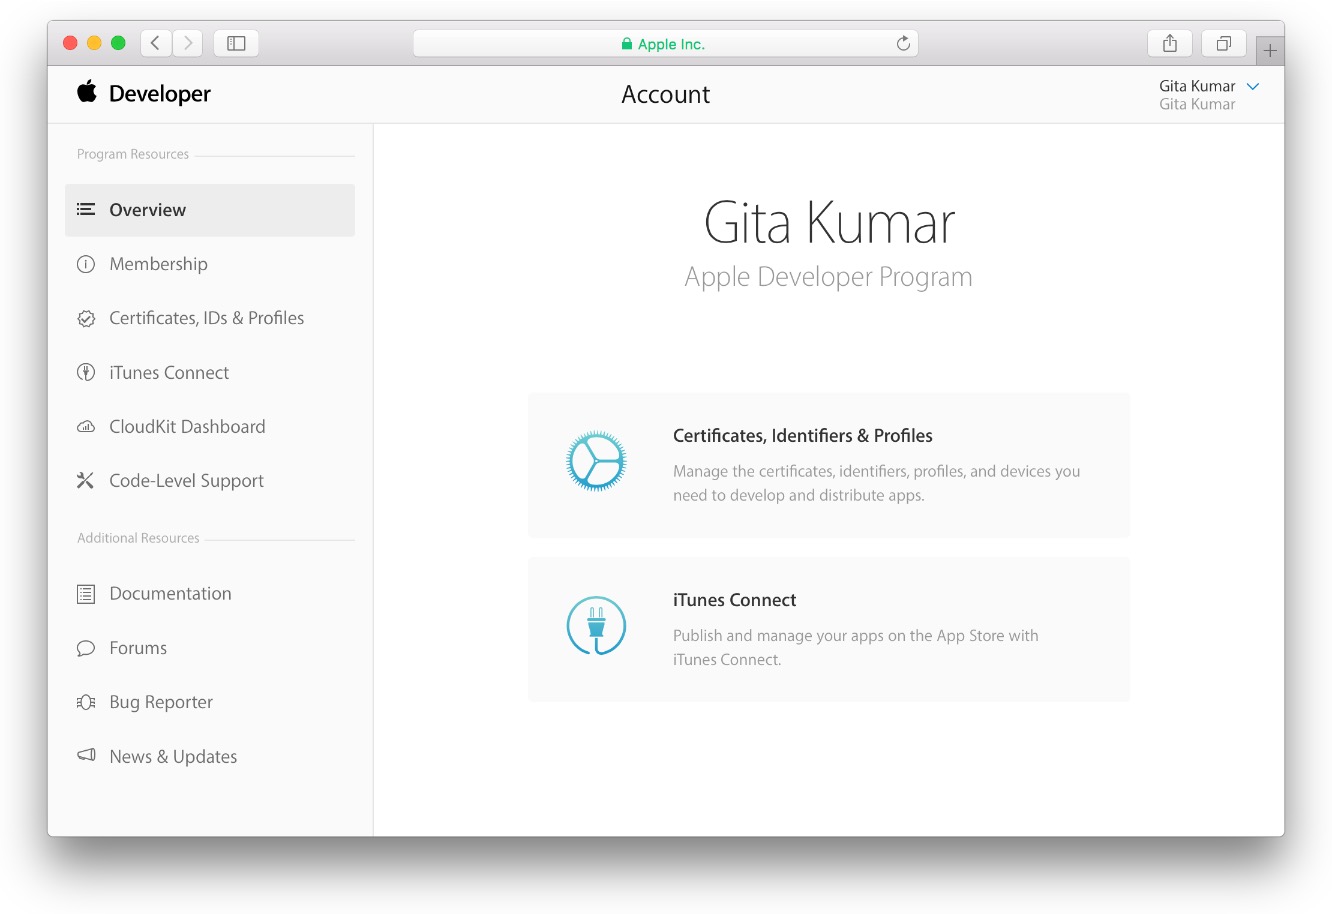 Apple Inc.
Developer
Account
Gita Kumar
Gita Kumar
Program Resources
Overview
Membership
Certificates, IDs & Profiles
iTunes Connect
CloudKit Dashboard
Code-Level Support
Additional Resources
Documentation
Forums
Bug Reporter
News & Updates
Gita Kumar
Apple Developer Program
Certificates, Identifiers & Profiles
Manage the certificates, identifiers, profiles, and devices you
need to develop and distribute apps.
iTunes Connect
Publish and manage your apps on the App Store with
iTunes Connect.